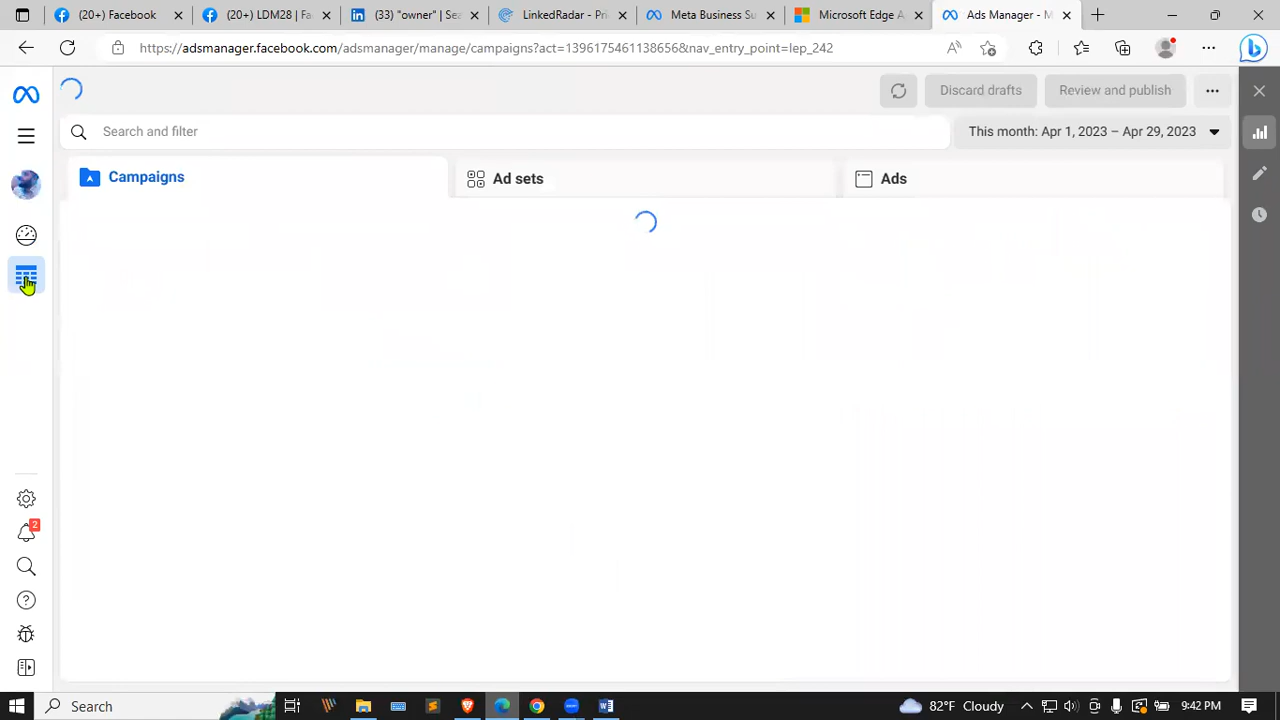 (20+) Facebook
(20+) LDM28 | Fac
(33) "owner" | Sea
LinkedRadar - Pri
Meta Business Su
Microsoft Edge A
Ads Manager - M
https://adsmanager.facebook.com/adsmanager/manage/campaigns?act=1396175461138656&nav_entry_point=lep_242
Discard drafts
Review and publish
Search and filter
This month: Apr 1, 2023 – Apr 29, 2023
Campaigns
Ad sets
Ads
2
Search
82°F Cloudy
9:42 PM